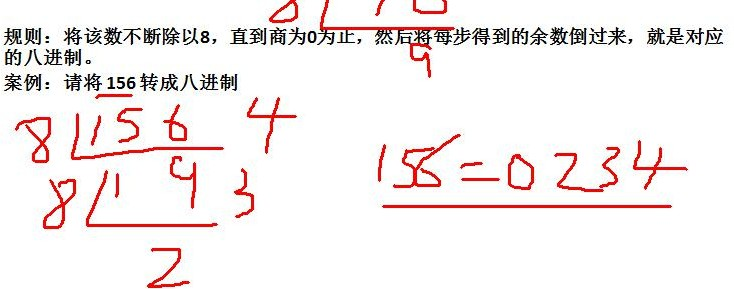 规则：将该数不断除以8，直到商为0为止，然后将每步得到的余数倒过来，就是对应
的八进制。
案例：请将156转成八进制
8 156 4
8 19 3
2
156=0234